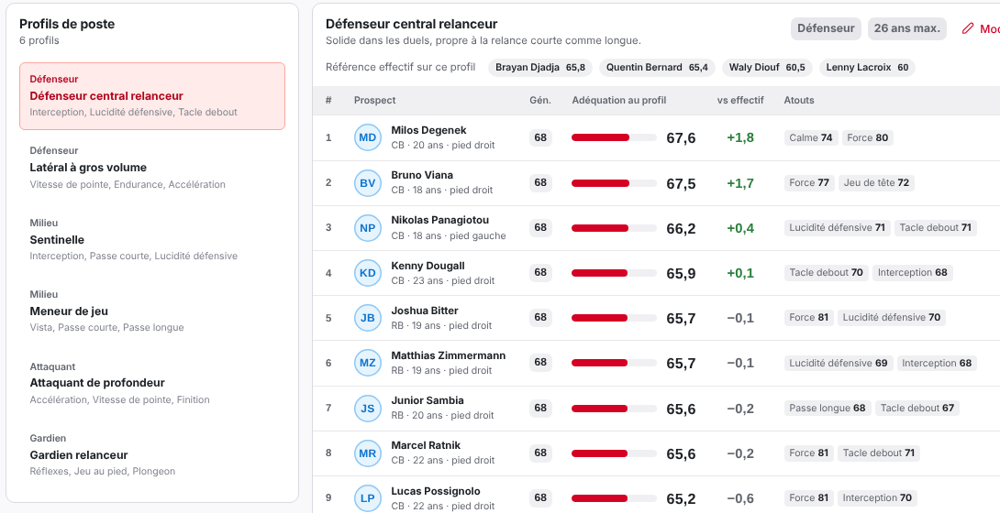 Profils de poste
6 profils
Défenseur
Défenseur central relanceur
Interception, Lucidité défensive, Tacle debout
Défenseur
Latéral à gros volume
Vitesse de pointe, Endurance, Accélération
Milieu
Sentinelle
Interception, Passe courte, Lucidité défensive
Milieu
Meneur de jeu
Vista, Passe courte, Passe longue
Attaquant
Attaquant de profondeur
Accélération, Vitesse de pointe, Finition
Gardien
Gardien relanceur
Réflexes, Jeu au pied, Plongeon
Défenseur central relanceur
Solide dans les duels, propre à la relance courte comme longue.
Défenseur 26 ans max. Moc
Référence effectif sur ce profil Brayan Djadja 65,8 Quentin Bernard 65,4 Waly Diouf 60,5 Lenny Lacroix 60
# Prospect Gén. Adéquation au profil vs effectif Atouts
1 MD Milos Degenek 68 67,6 +1,8 Calme 74 Force 80
CB · 20 ans · pied droit
2 BV Bruno Viana 68 67,5 +1,7 Force 77 Jeu de tête 72
CB · 18 ans · pied droit
3 NP Nikolas Panagiotou 68 66,2 +0,4 Lucidité défensive 71 Tacle debout 71
CB · 18 ans · pied gauche
4 KD Kenny Dougall 68 65,9 +0,1 Tacle debout 70 Interception 68
CB · 23 ans · pied droit
5 JB Joshua Bitter 68 65,7 −0,1 Force 81 Lucidité défensive 70
RB · 19 ans · pied droit
6 MZ Matthias Zimmermann 68 65,7 −0,1 Lucidité défensive 69 Interception 68
RB · 19 ans · pied droit
7 JS Junior Sambia 68 65,6 −0,2 Passe longue 68 Tacle debout 67
RB · 20 ans · pied droit
8 MR Marcel Ratnik 68 65,6 −0,2 Force 81 Tacle debout 71
CB · 22 ans · pied droit
9 LP Lucas Possignolo 68 65,2 −0,6 Force 81 Interception 70
CB · 22 ans · pied droit